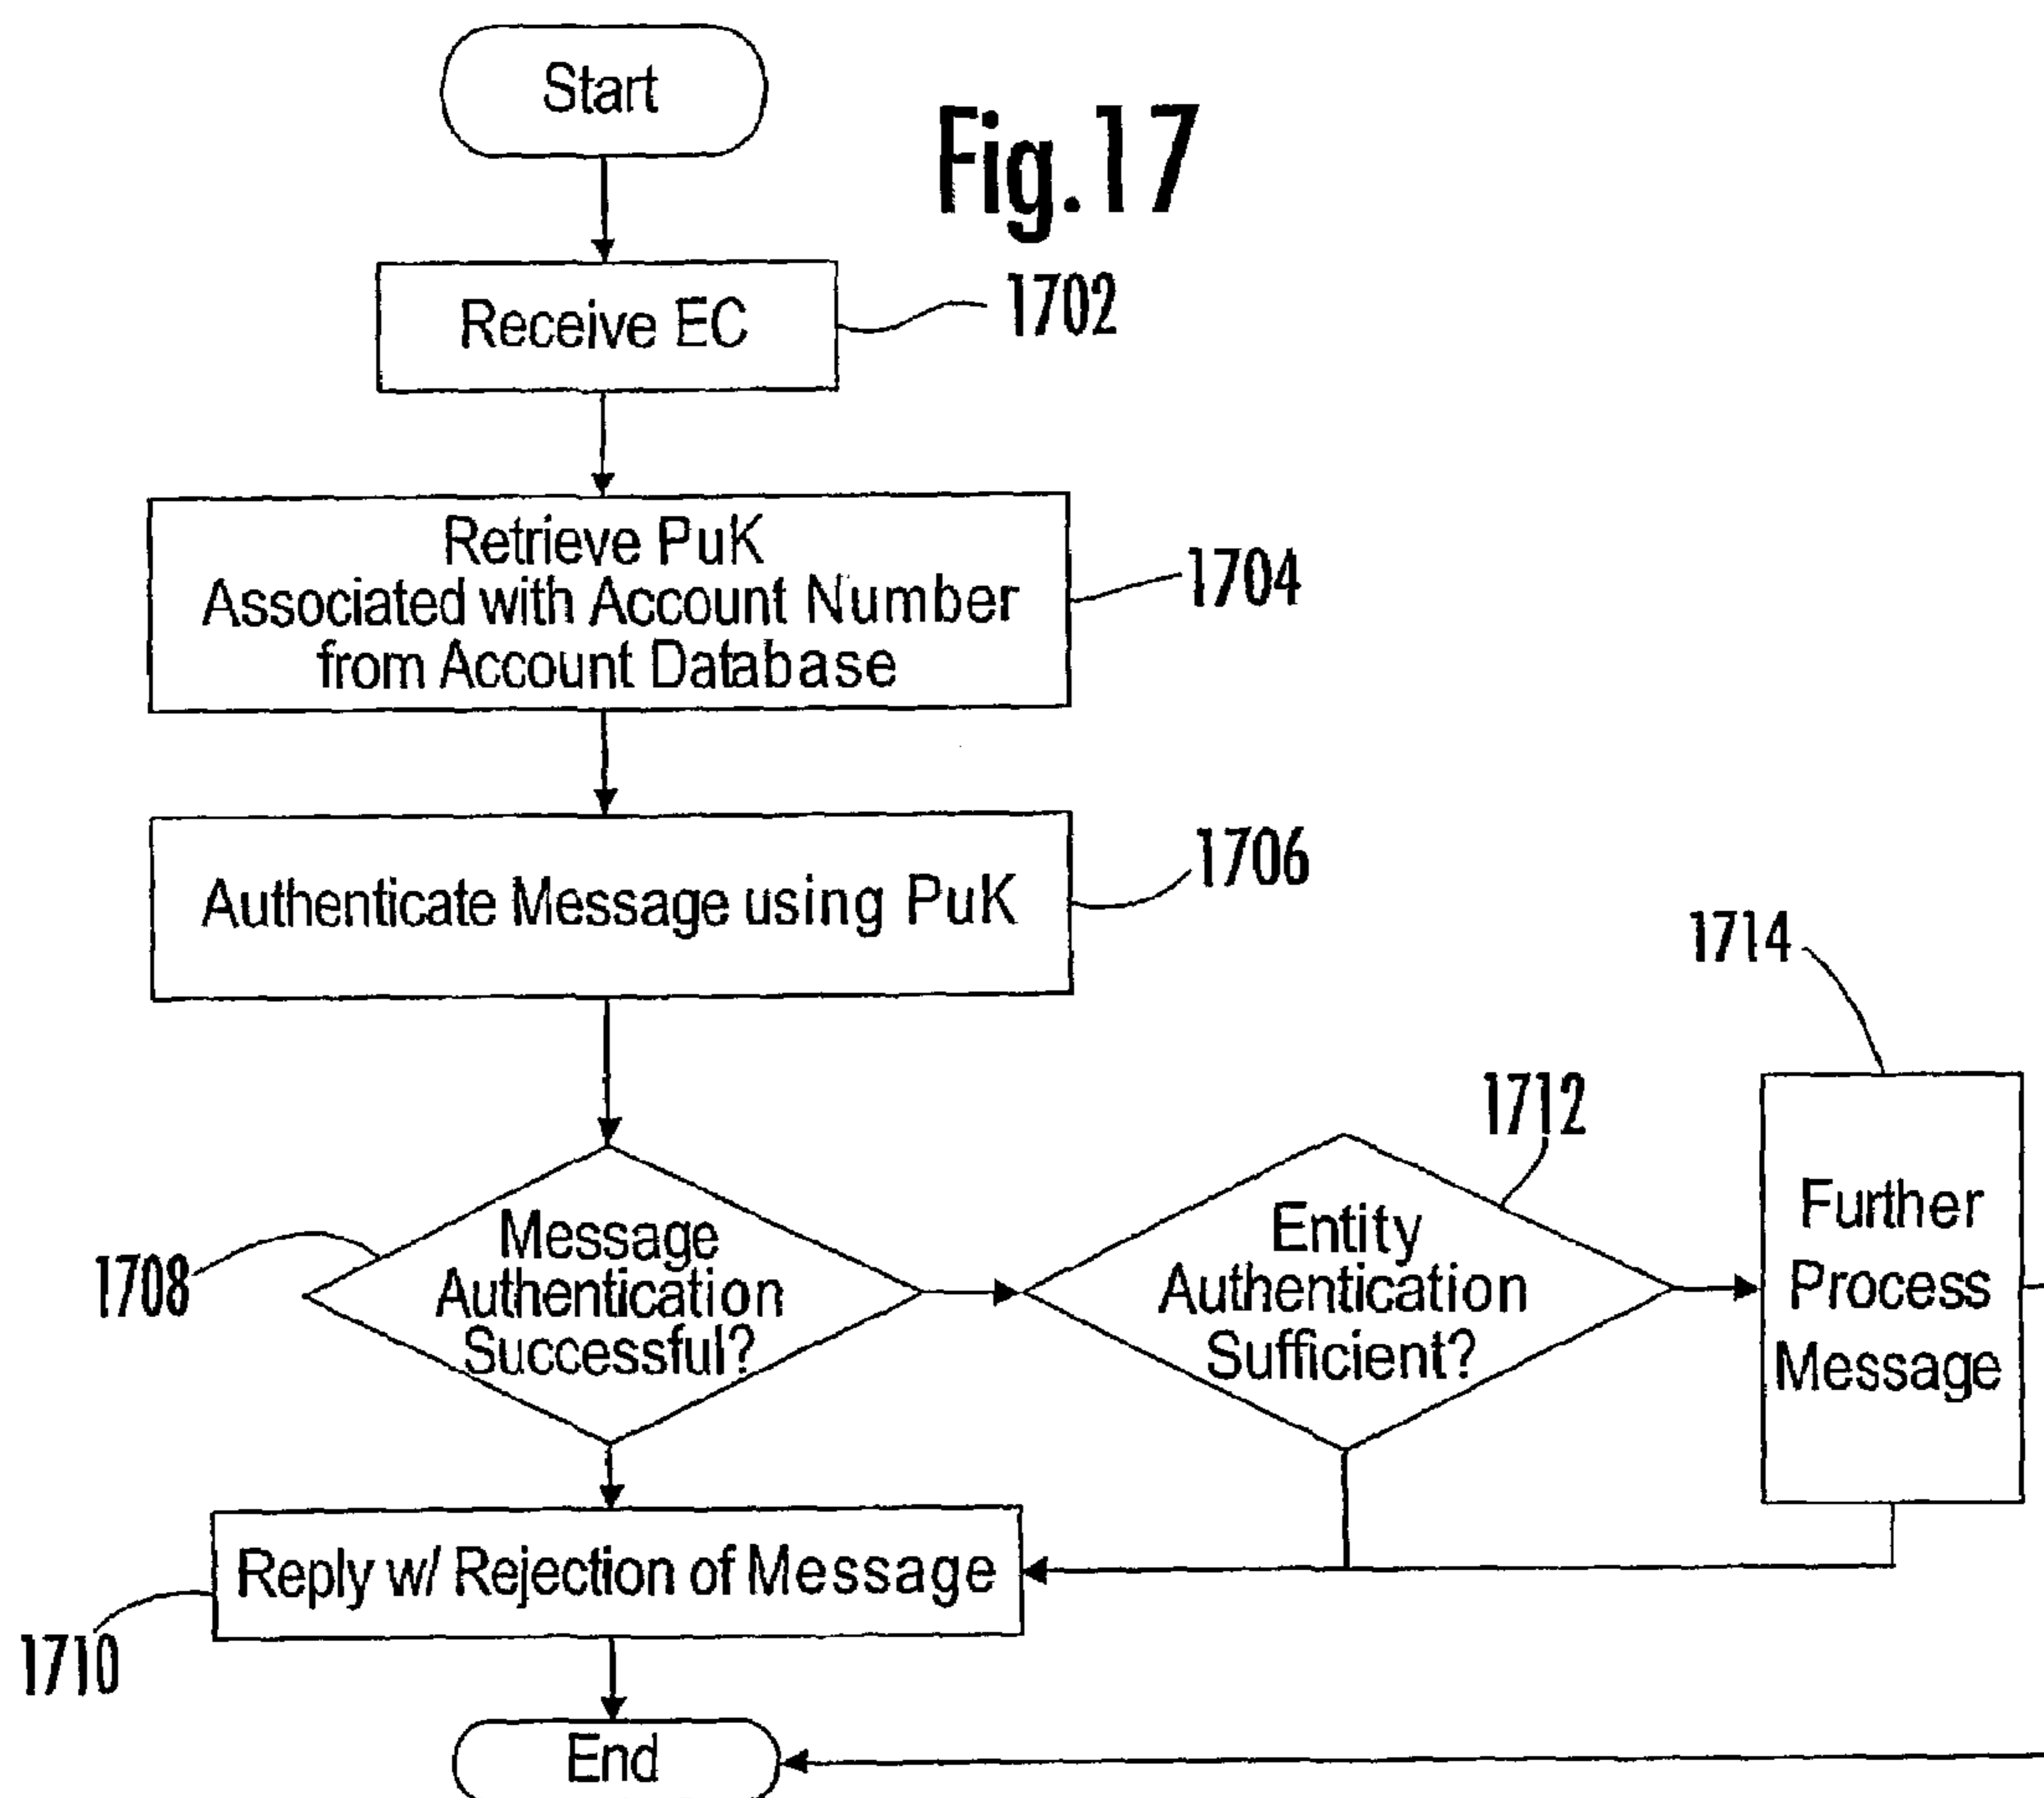 Start
Fig.17
Receive EC
1702
Retrieve PuK
Associated with Account Number
from Account Database
1704
Authenticate Message using PuK
1706
1714
1712
1708
Message
Authentication
Successful?
Entity
Authentication
Sufficient?
Further
Process
Message
Reply w/ Rejection of Message
1710
End